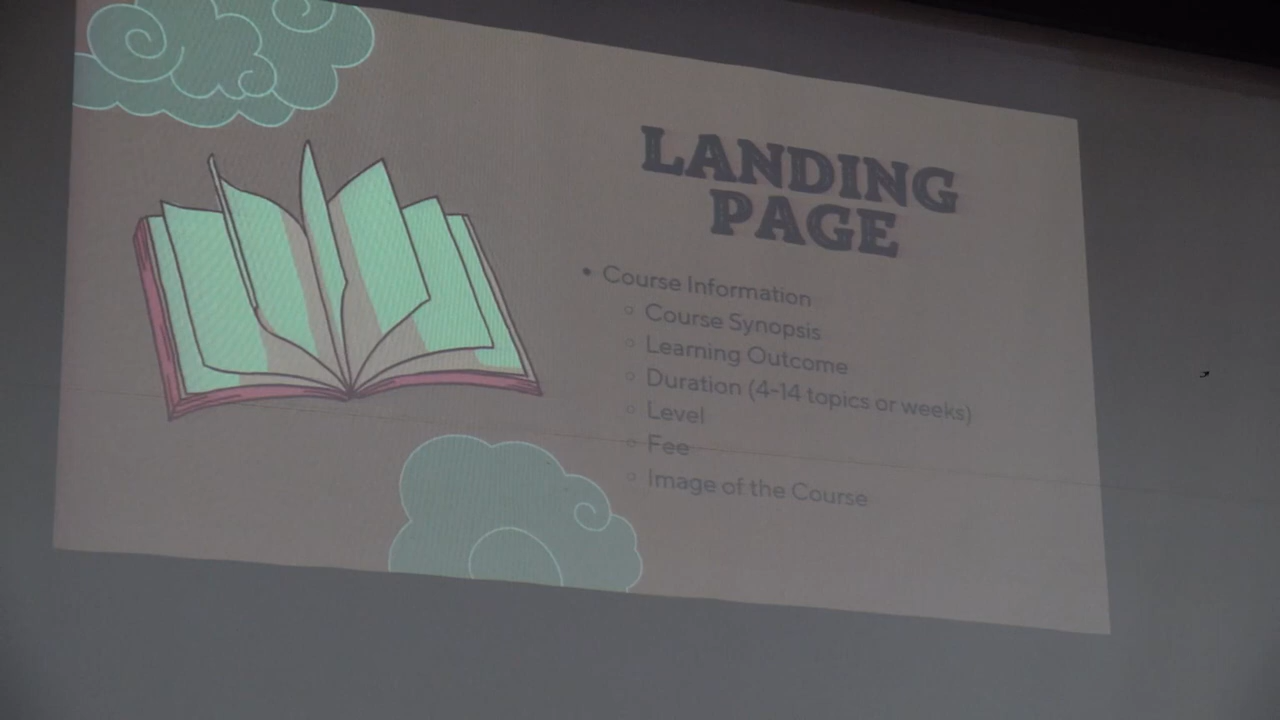 LANDING
PAGE
• Course Information
○ Course Synopsis
○ Learning Outcome
○ Duration (4-14 topics or weeks)
○ Level
○ Fee
○ Image of the Course